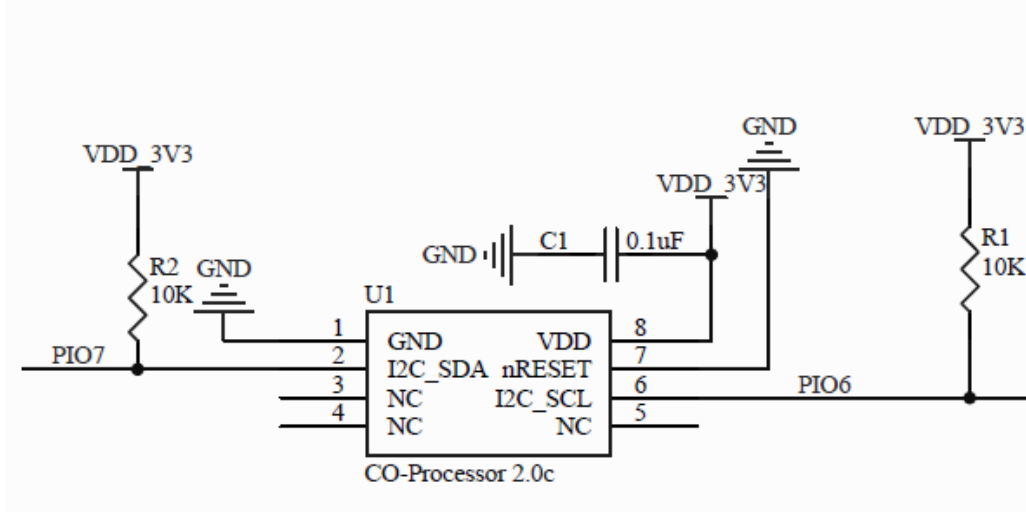 GND
VDD_3V3
VDD_3V3
VDD_3V3
R1
10K
C1
0.1uF
GND
R2
10K
GND
U1
1
GND
VDD
8
PIO7
2
I2C_SDA
nRESET
7
3
NC
I2C_SCL
6
PIO6
4
NC
NC
5
CO-Processor 2.0c